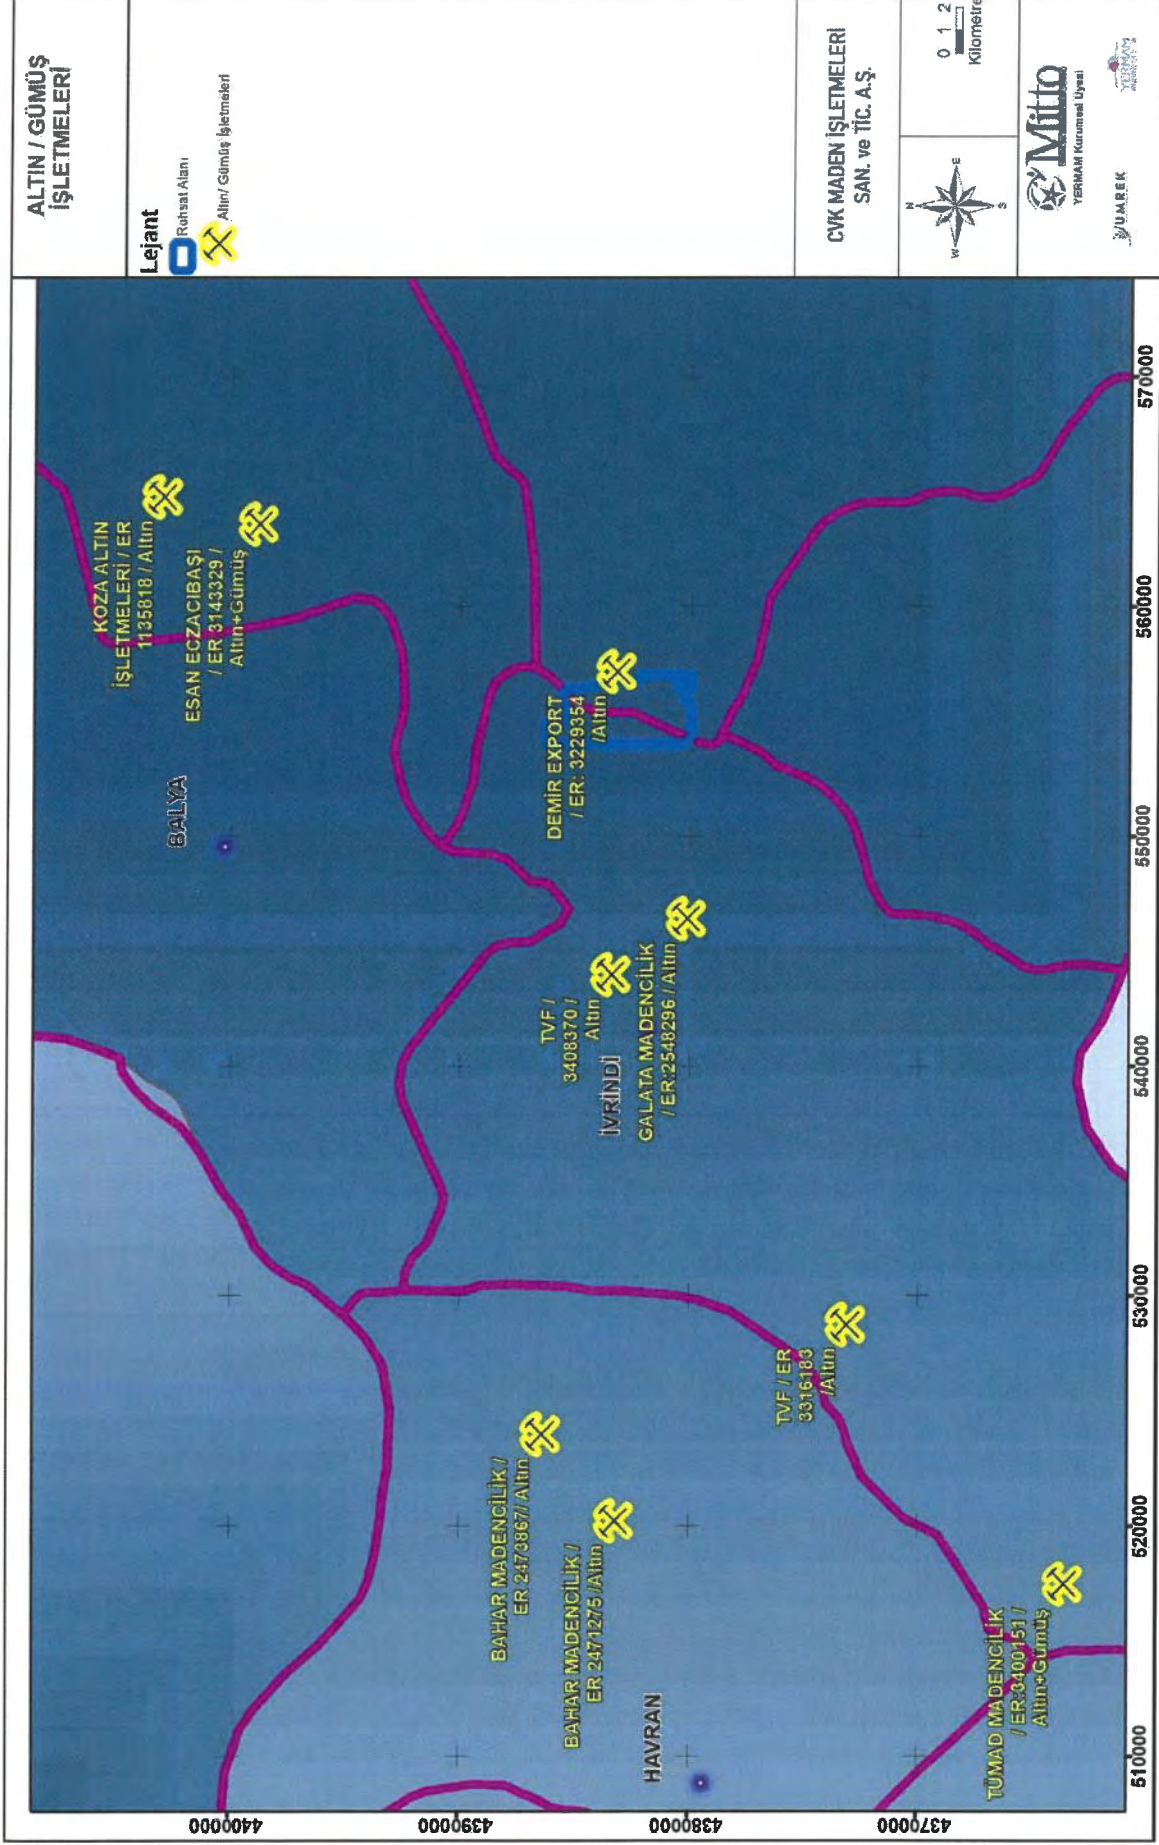 ALTIN / GÜMÜŞ
İŞLETMELERİ
Lejant
Ruhsat Alanı
Altın/ Gümüş İşletmeleri
CVK MADEN İŞLETMELERİ
SAN. ve TİC. A.Ş.
N
W
E
S
0 1 2
Kilometre
Mitto
YERMAM Kurumsal Üyesi
UMREK
YERMAM
KOZA ALTIN
İŞLETMELERİ / ER
1135818 / Altın
ESAN ECZACIBAŞI
/ ER 3143329 /
Altın+Gümüş
BALYA
DEMİR EXPORT
/ ER: 3229354
/Altın
TVF /
3408370 /
Altın
İVRİNDİ
GALATA MADENCİLİK
/ ER:2548296 / Altın
TVF / ER
3316183
/Altın
BAHAR MADENCİLİK /
ER 2473867/ Altın
BAHAR MADENCİLİK /
ER 2471275 /Altın
HAVRAN
TÜMAD MADENCİLİK
/ ER:3400151 /
Altın+Gümüş
4400000
4390000
4380000
4370000
510000
520000
530000
540000
550000
560000
570000